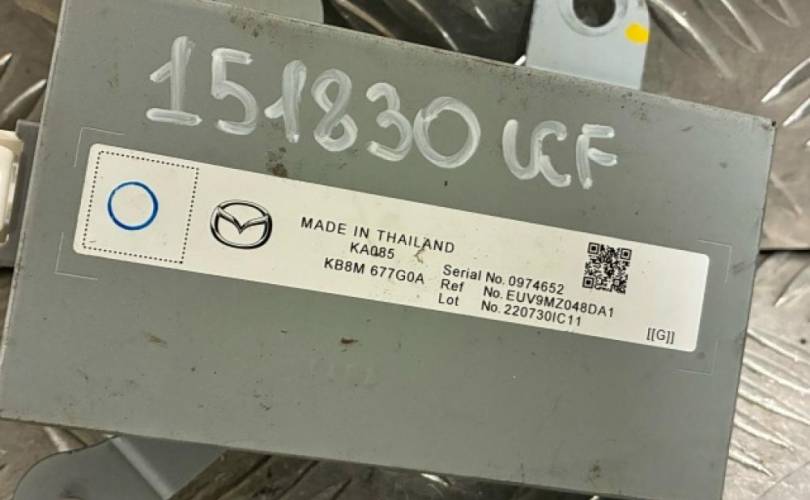 151830 UCF
MADE IN THAILAND
KA085
KB8M 677G0A
Serial No. 0974652
Ref No. EUV9MZ048DA1
Lot No. 220730IC11
[[G]]